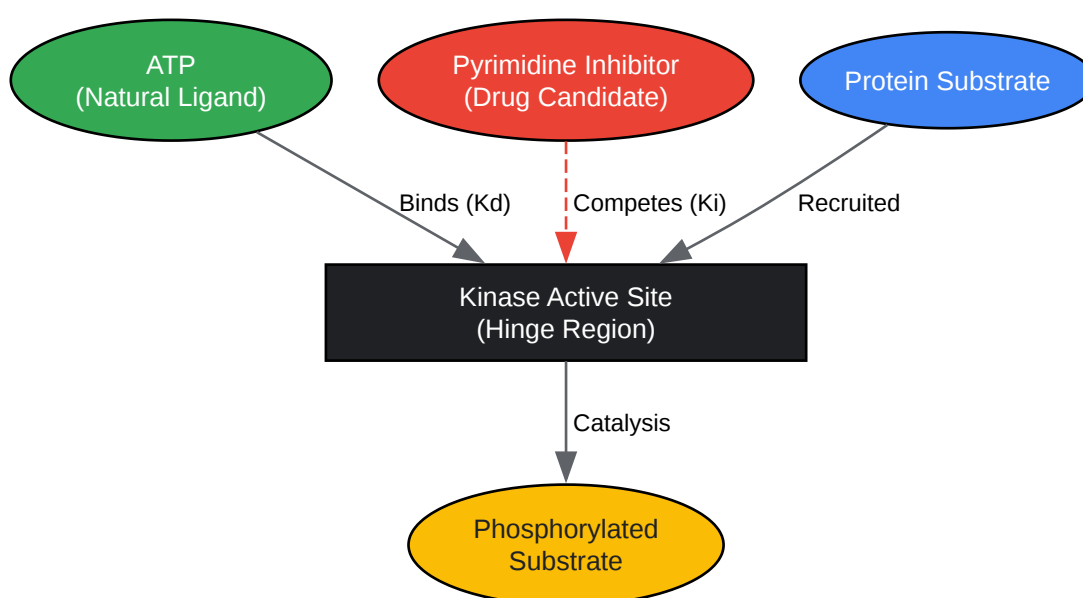 ATP
(Natural Ligand)
Pyrimidine Inhibitor
(Drug Candidate)
Protein Substrate
Binds (Kd)
Competes (Ki)
Recruited
Kinase Active Site
(Hinge Region)
Catalysis
Phosphorylated
Substrate